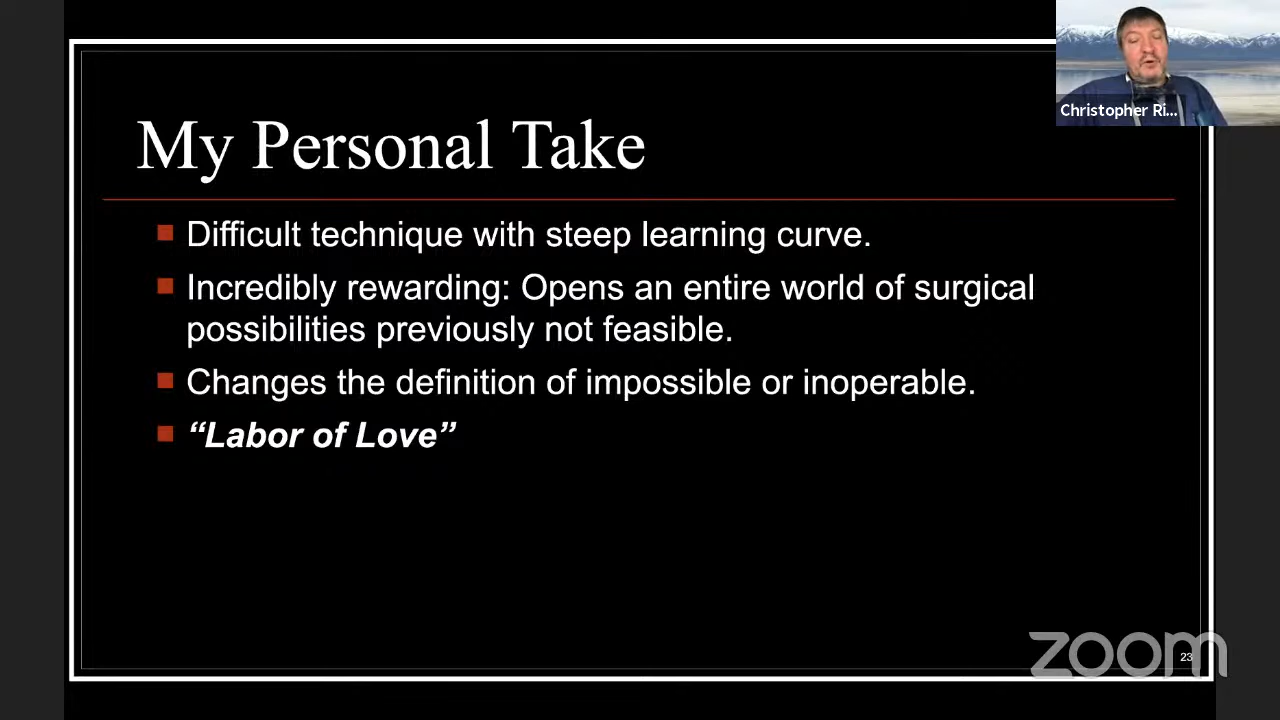 Christopher Ri...
My Personal Take
Difficult technique with steep learning curve.
Incredibly rewarding: Opens an entire world of surgical
possibilities previously not feasible.
Changes the definition of impossible or inoperable.
“Labor of Love”
zoom
23